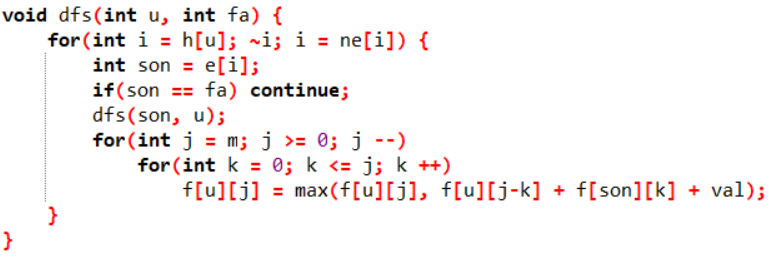 void dfs(int u, int fa) {
    for(int i = h[u]; ~i; i = ne[i]) {
        int son = e[i];
        if(son == fa) continue;
        dfs(son, u);
        for(int j = m; j >= 0; j --)
            for(int k = 0; k <= j; k ++)
                f[u][j] = max(f[u][j], f[u][j-k] + f[son][k] + val);
    }
}